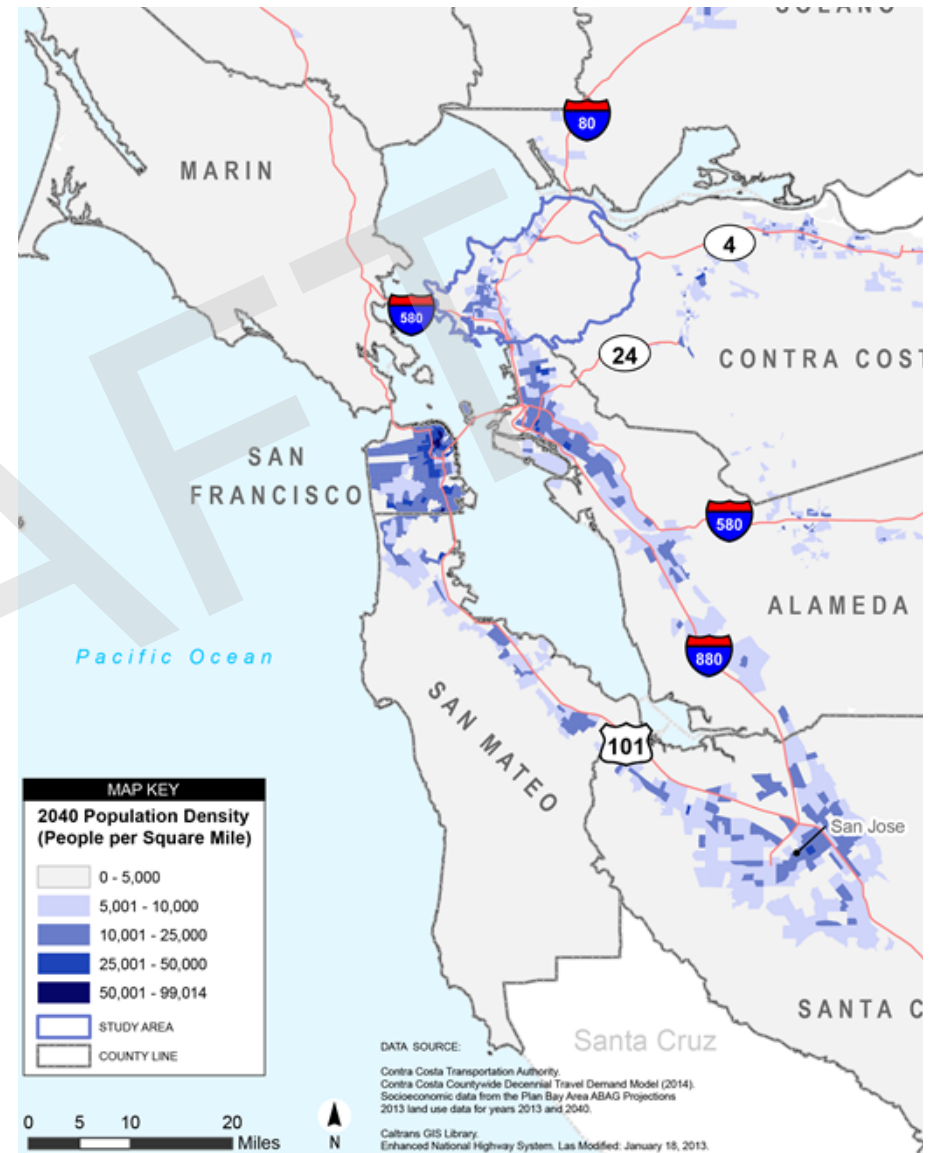 SOLANO
80
MARIN
4
580
24
CONTRA COST
SAN
FRANCISCO
580
ALAMEDA
Pacific Ocean
880
SAN MATEO
101
MAP KEY
2040 Population Density
(People per Square Mile)
San Jose
0 - 5,000
5,001 - 10,000
10,001 - 25,000
25,001 - 50,000
50,001 - 99,014
STUDY AREA
COUNTY LINE
SANTA C
Santa Cruz
DATA SOURCE:
Contra Costa Transportation Authority.
Contra Costa Countywide Decennial Travel Demand Model (2014).
Socioeconomic data from the Plan Bay Area ABAG Projections
2013 land use data for years 2013 and 2040.
Caltrans GIS Library.
Enhanced National Highway System. Las Modified: January 18, 2013.
0 5 10 20
Miles
N
AFT